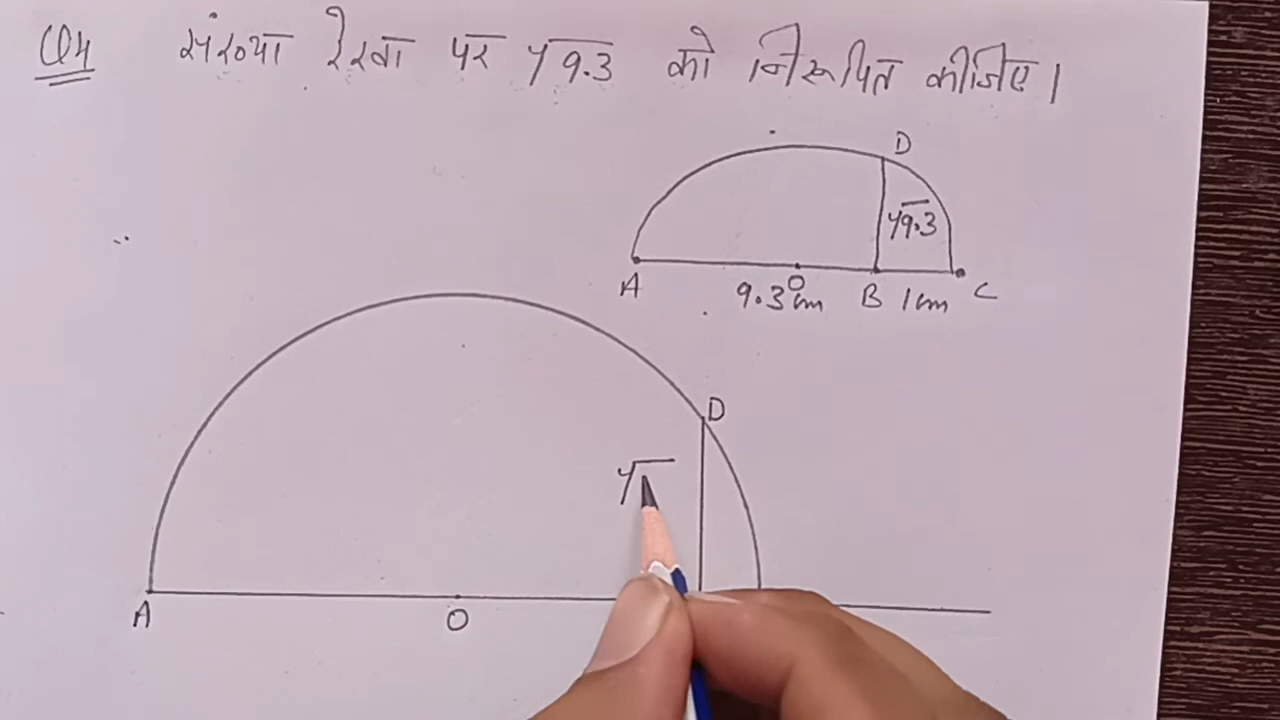 Q4 संख्या रेखा पर √9.3 को निरूपित कीजिए।
D
√9.3
A 9.3cm O B 1cm C
D
√
A O